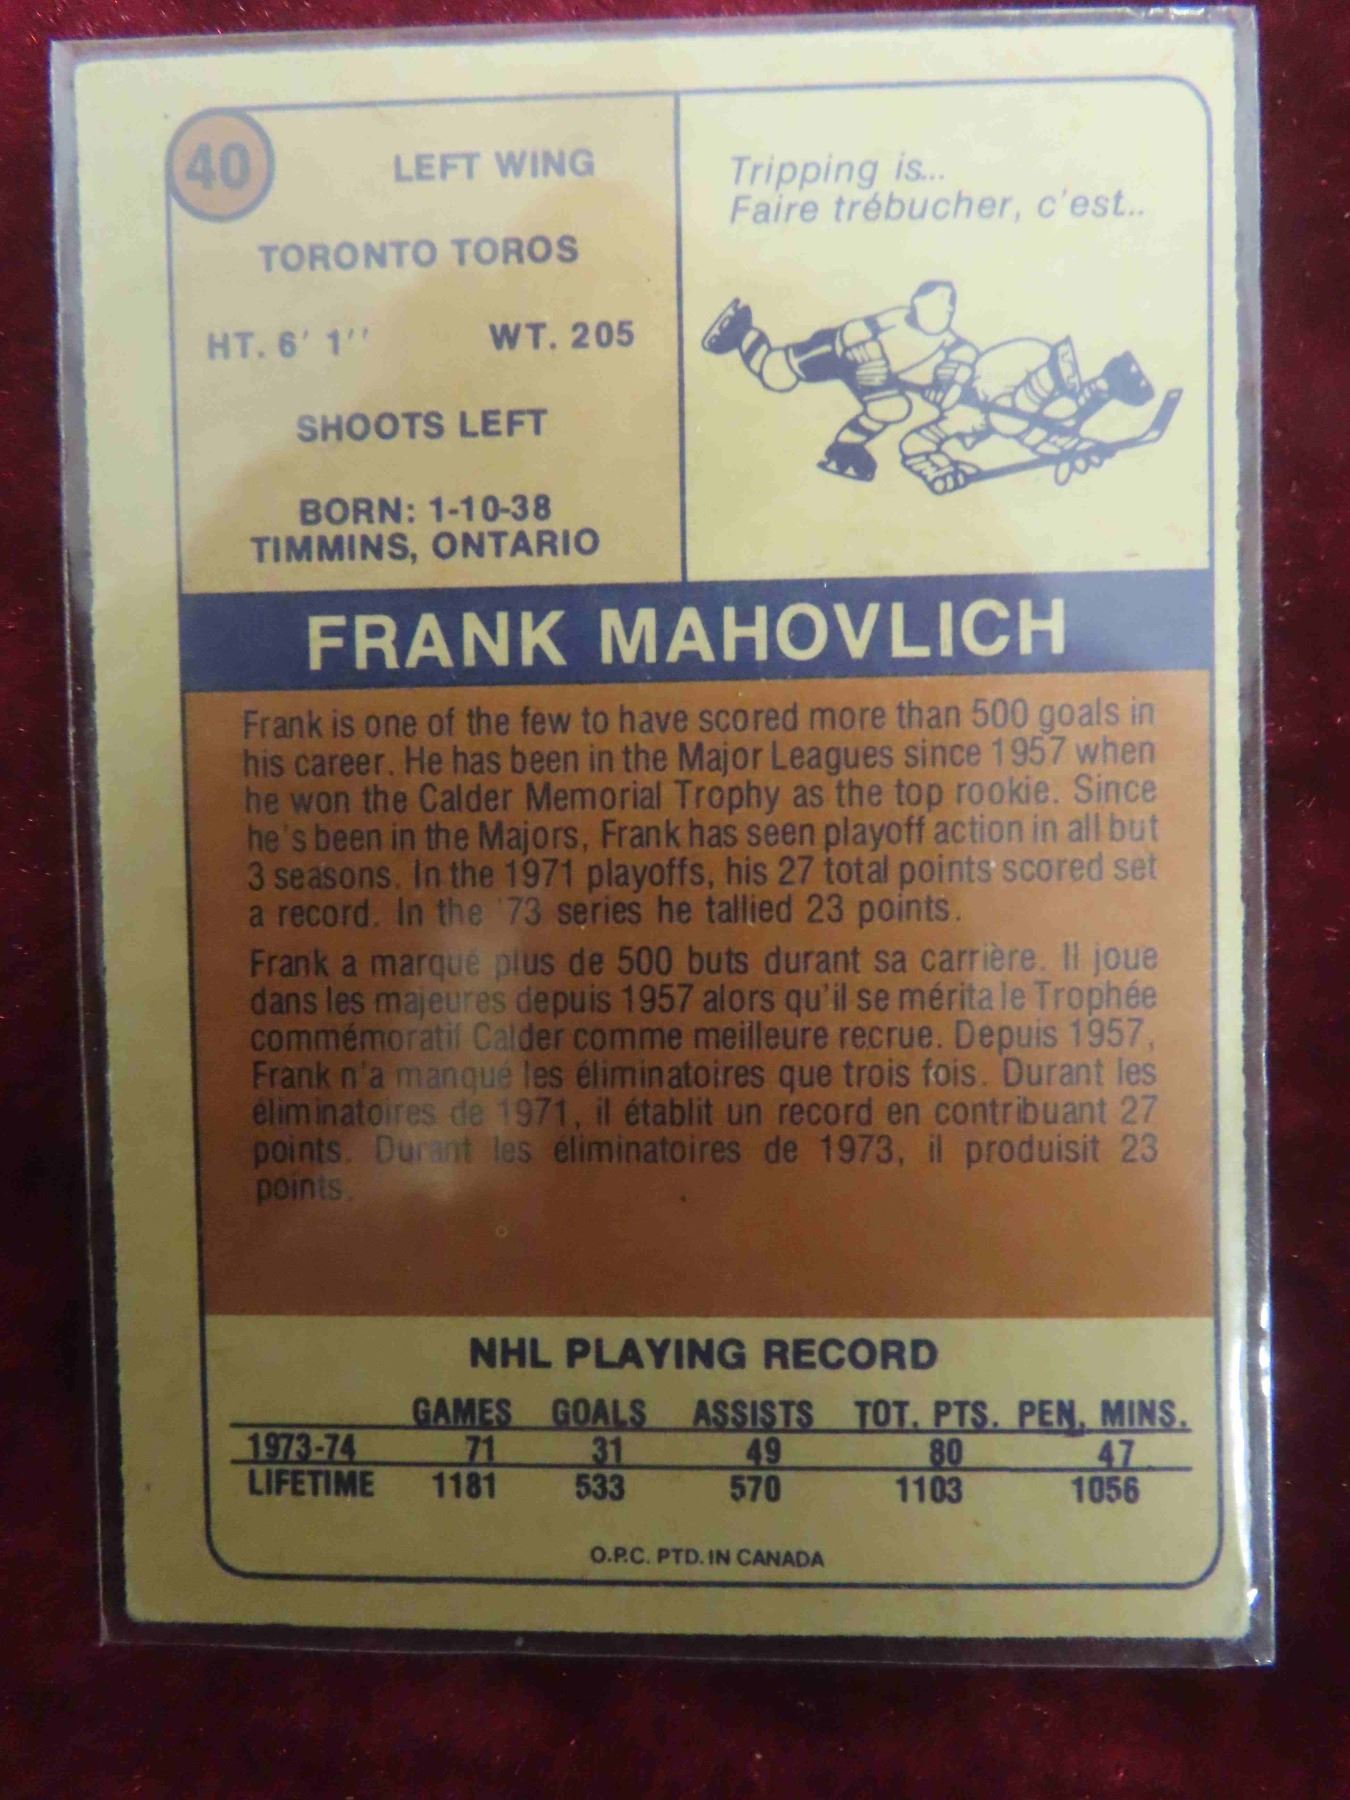 40
LEFT WING
TORONTO TOROS
HT. 6' 1'' WT. 205
SHOOTS LEFT
BORN: 1-10-38
TIMMINS, ONTARIO
Tripping is...
Faire trébucher, c'est..
FRANK MAHOVLICH
Frank is one of the few to have scored more than 500 goals in
his career. He has been in the Major Leagues since 1957 when
he won the Calder Memorial Trophy as the top rookie. Since
he's been in the Majors, Frank has seen playoff action in all but
3 seasons. In the 1971 playoffs, his 27 total points scored set
a record. In the '73 series he tallied 23 points.
Frank a marqué plus de 500 buts durant sa carrière. Il joue
dans les majeures depuis 1957 alors qu'il se mérita le Trophée
commémoratif Calder comme meilleure recrue. Depuis 1957,
Frank n'a manqué les éliminatoires que trois fois. Durant les
éliminatoires de 1971, il établit un record en contribuant 27
points. Durant les éliminatoires de 1973, il produisit 23
points.
NHL PLAYING RECORD
GAMES GOALS ASSISTS TOT. PTS. PEN. MINS.
1973-74 71 31 49 80 47
LIFETIME 1181 533 570 1103 1056
O.P.C. PTD. IN CANADA